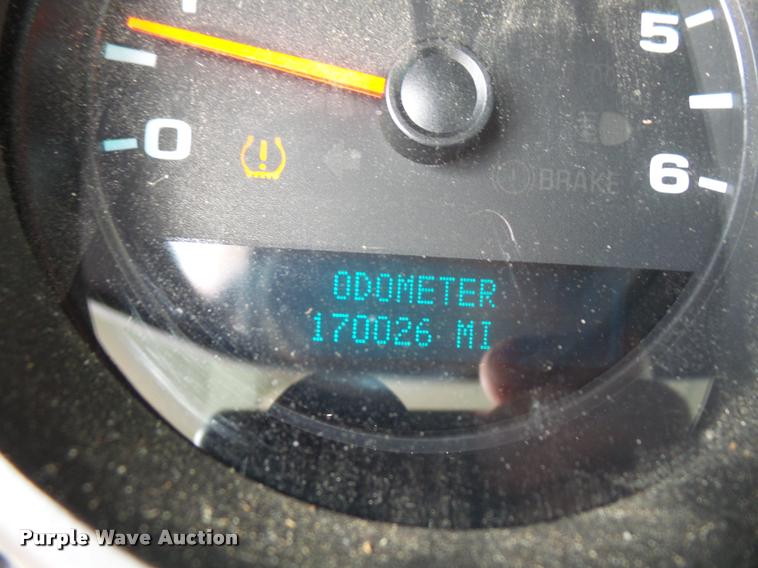 5
0
6
BRAKE
ODOMETER
170026 MI
Purple Wave Auction